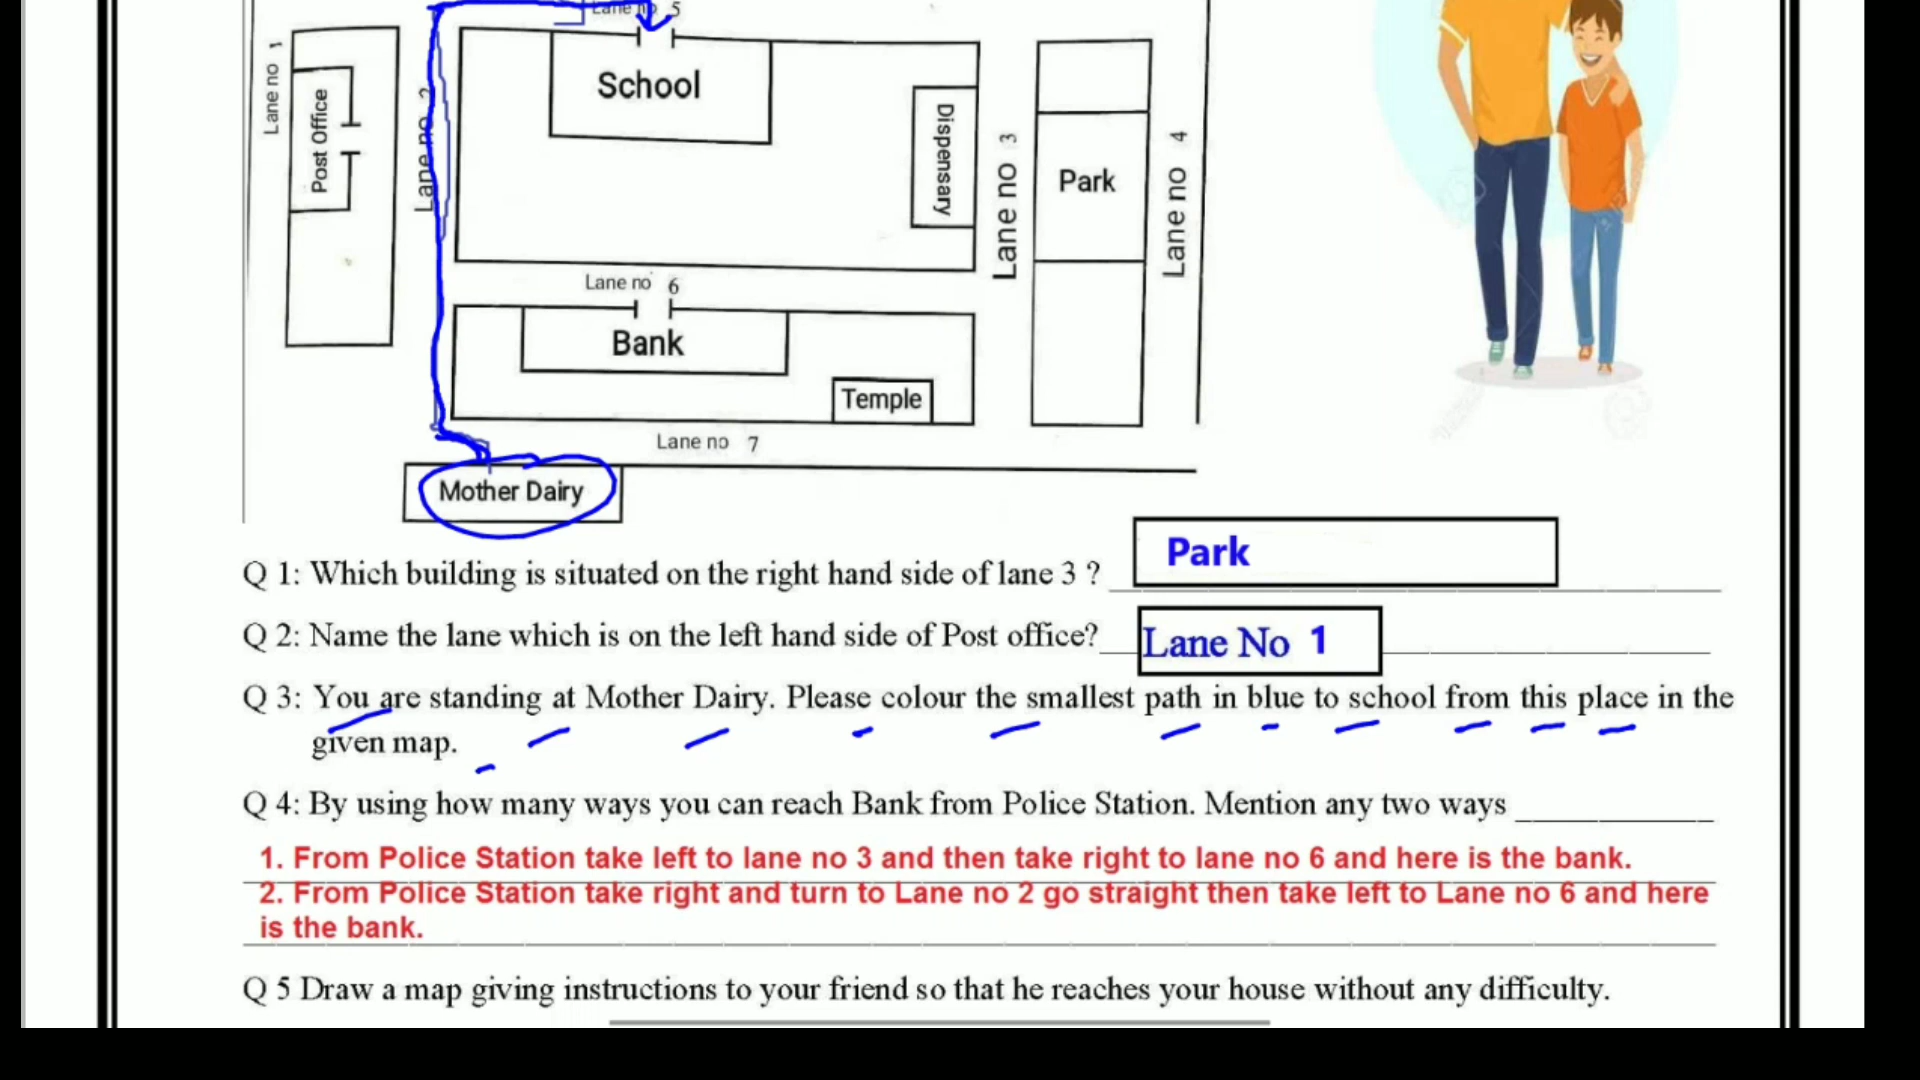 Lane no 5
Lane no 1
Post Office
Lane no 2
School
Dispensary
Lane no 3
Park
Lane no 4
Lane no 6
Bank
Temple
Lane no 7
Mother Dairy
Q 1: Which building is situated on the right hand side of lane 3 ? Park
Q 2: Name the lane which is on the left hand side of Post office? Lane No 1
Q 3: You are standing at Mother Dairy. Please colour the smallest path in blue to school from this place in the
given map.
Q 4: By using how many ways you can reach Bank from Police Station. Mention any two ways
1. From Police Station take left to lane no 3 and then take right to lane no 6 and here is the bank.
2. From Police Station take right and turn to Lane no 2 go straight then take left to Lane no 6 and here
is the bank.
Q 5 Draw a map giving instructions to your friend so that he reaches your house without any difficulty.